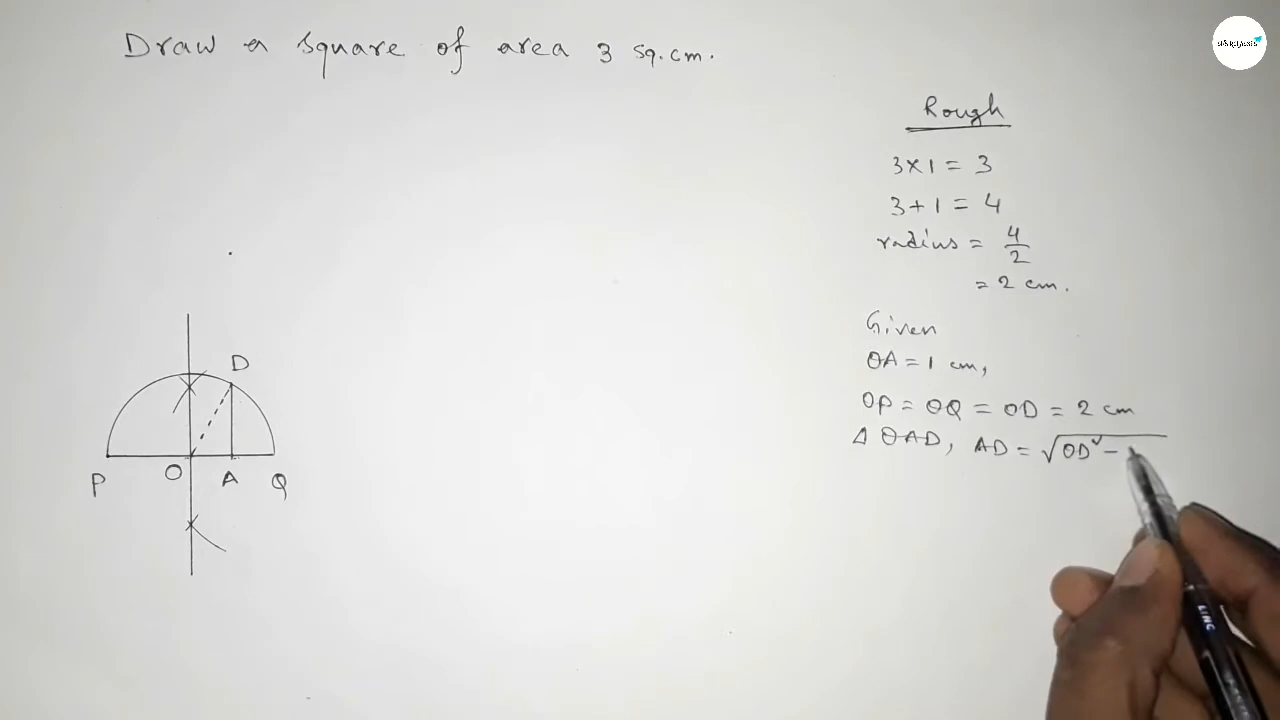 Draw a square of area 3 sq.cm.
Rough
3×1 = 3
3+1 = 4
radius = 4/2
= 2 cm.
Given
OA = 1 cm,
OP = OQ = OD = 2 cm
Δ OAD, AD = √OD² -
D
P O A Q
LINC